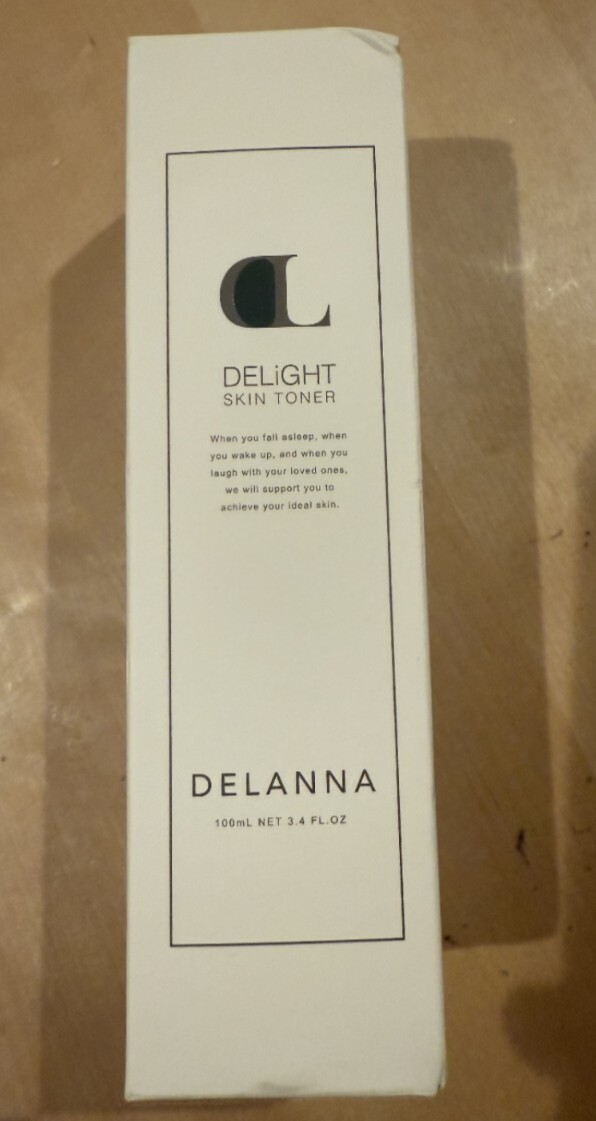 DL
DELiGHT
SKIN TONER
When you fall asleep, when
you wake up, and when you
laugh with your loved ones,
we will support you to
achieve your ideal skin.
DELANNA
100mL NET 3.4 FL.OZ